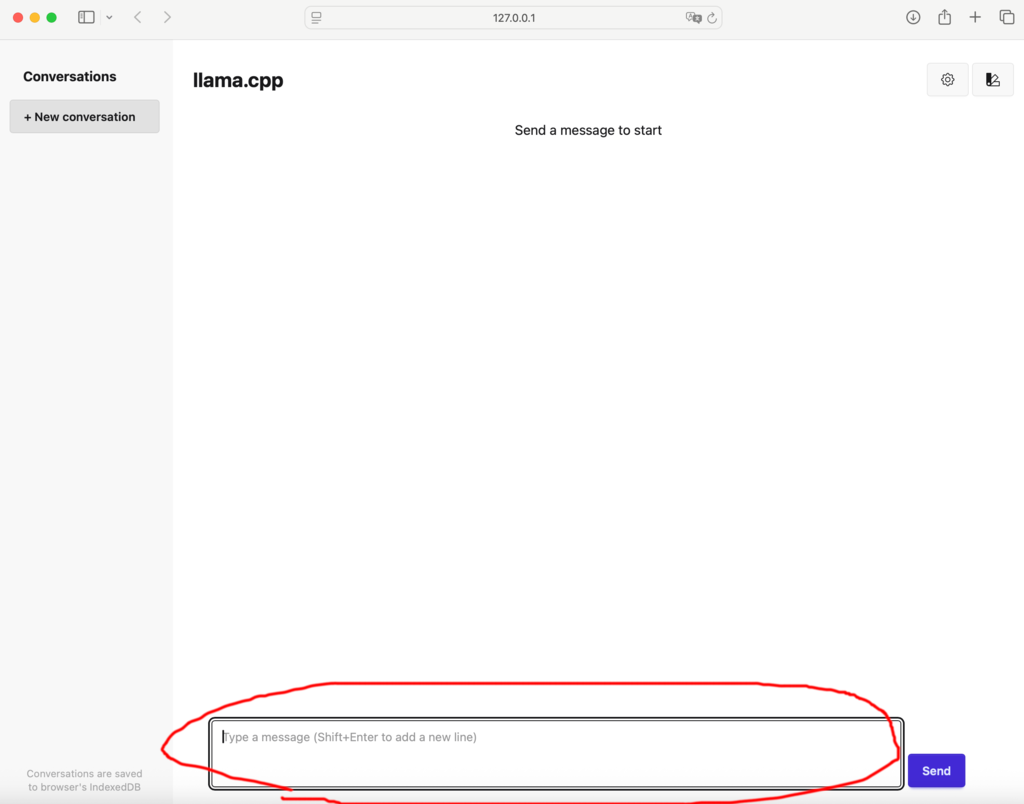 127.0.0.1
Conversations
+ New conversation
llama.cpp
Send a message to start
Type a message (Shift+Enter to add a new line)
Send
Conversations are saved
to browser's IndexedDB